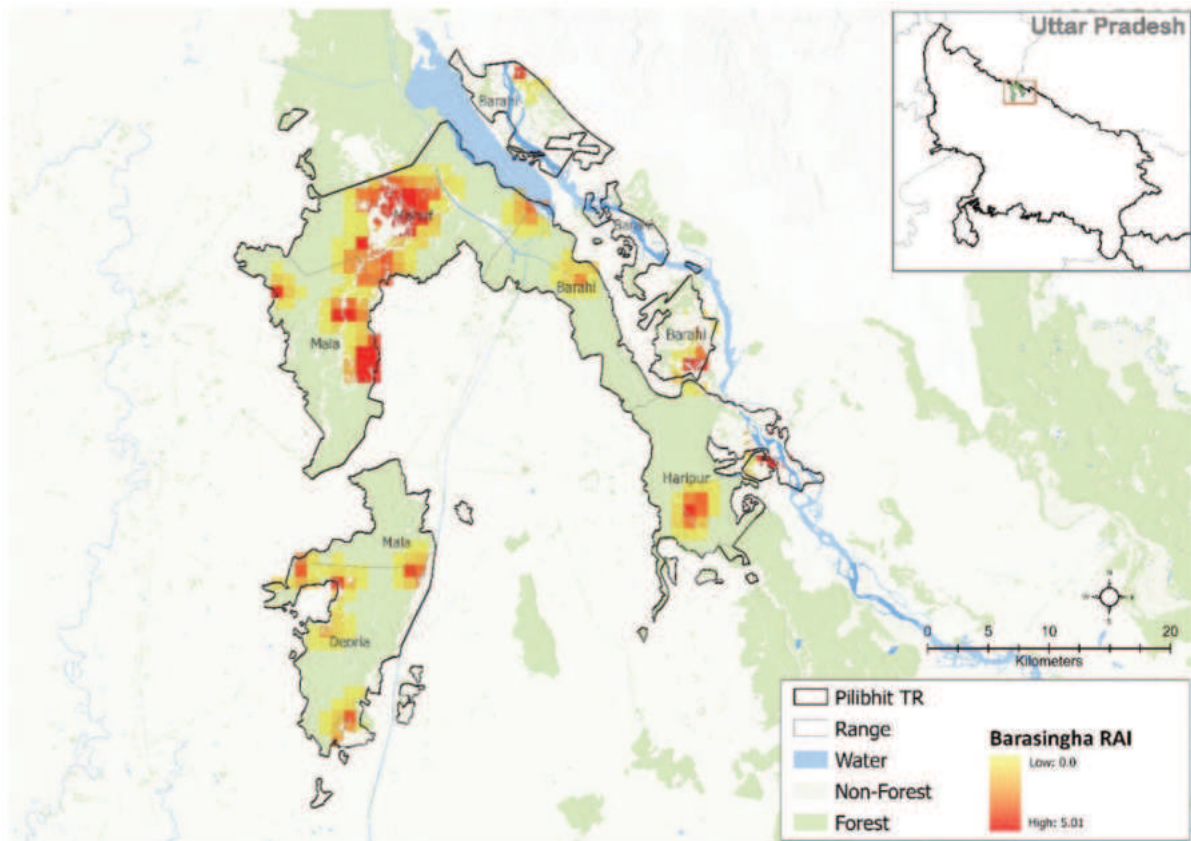 Uttar Pradesh
Barahi
Barahi
Barahi
Mala
Haripur
Mala
Deoria
N
W
E
S
0 5 10 20
Kilometers
Pilibhit TR
Range
Water
Non-Forest
Forest
Barasingha RAI
Low: 0.0
High: 5.01